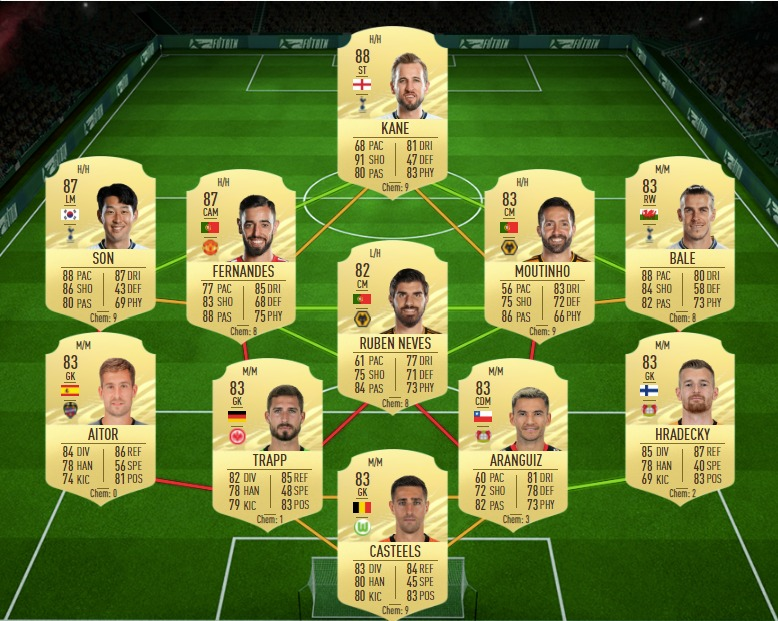 H/H
88
ST
KANE
68 PAC 81 DRI
91 SHO 47 DEF
80 PAS 83 PHY
Chem: 9
H/H
87
LM
SON
88 PAC 87 DRI
86 SHO 43 DEF
80 PAS 69 PHY
Chem: 9
H/H
87
CAM
FERNANDES
77 PAC 85 DRI
83 SHO 68 DEF
88 PAS 75 PHY
Chem: 8
L/H
82
CM
RUBEN NEVES
61 PAC 77 DRI
75 SHO 71 DEF
84 PAS 73 PHY
Chem: 8
H/H
83
CM
MOUTINHO
56 PAC 83 DRI
75 SHO 72 DEF
86 PAS 66 PHY
Chem: 9
M/M
83
RW
BALE
88 PAC 80 DRI
84 SHO 58 DEF
82 PAS 73 PHY
Chem: 8
M/M
83
GK
AITOR
84 DIV 86 REF
78 HAN 56 SPE
74 KIC 81 POS
Chem: 0
M/M
83
GK
TRAPP
82 DIV 85 REF
78 HAN 48 SPE
79 KIC 83 POS
Chem: 1
M/M
83
CDM
ARANGUIZ
60 PAC 81 DRI
72 SHO 78 DEF
82 PAS 73 PHY
Chem: 3
M/M
83
GK
HRADECKY
85 DIV 87 REF
78 HAN 40 SPE
69 KIC 83 POS
Chem: 2
M/M
83
GK
CASTEELS
83 DIV 84 REF
80 HAN 45 SPE
80 KIC 83 POS
Chem: 9